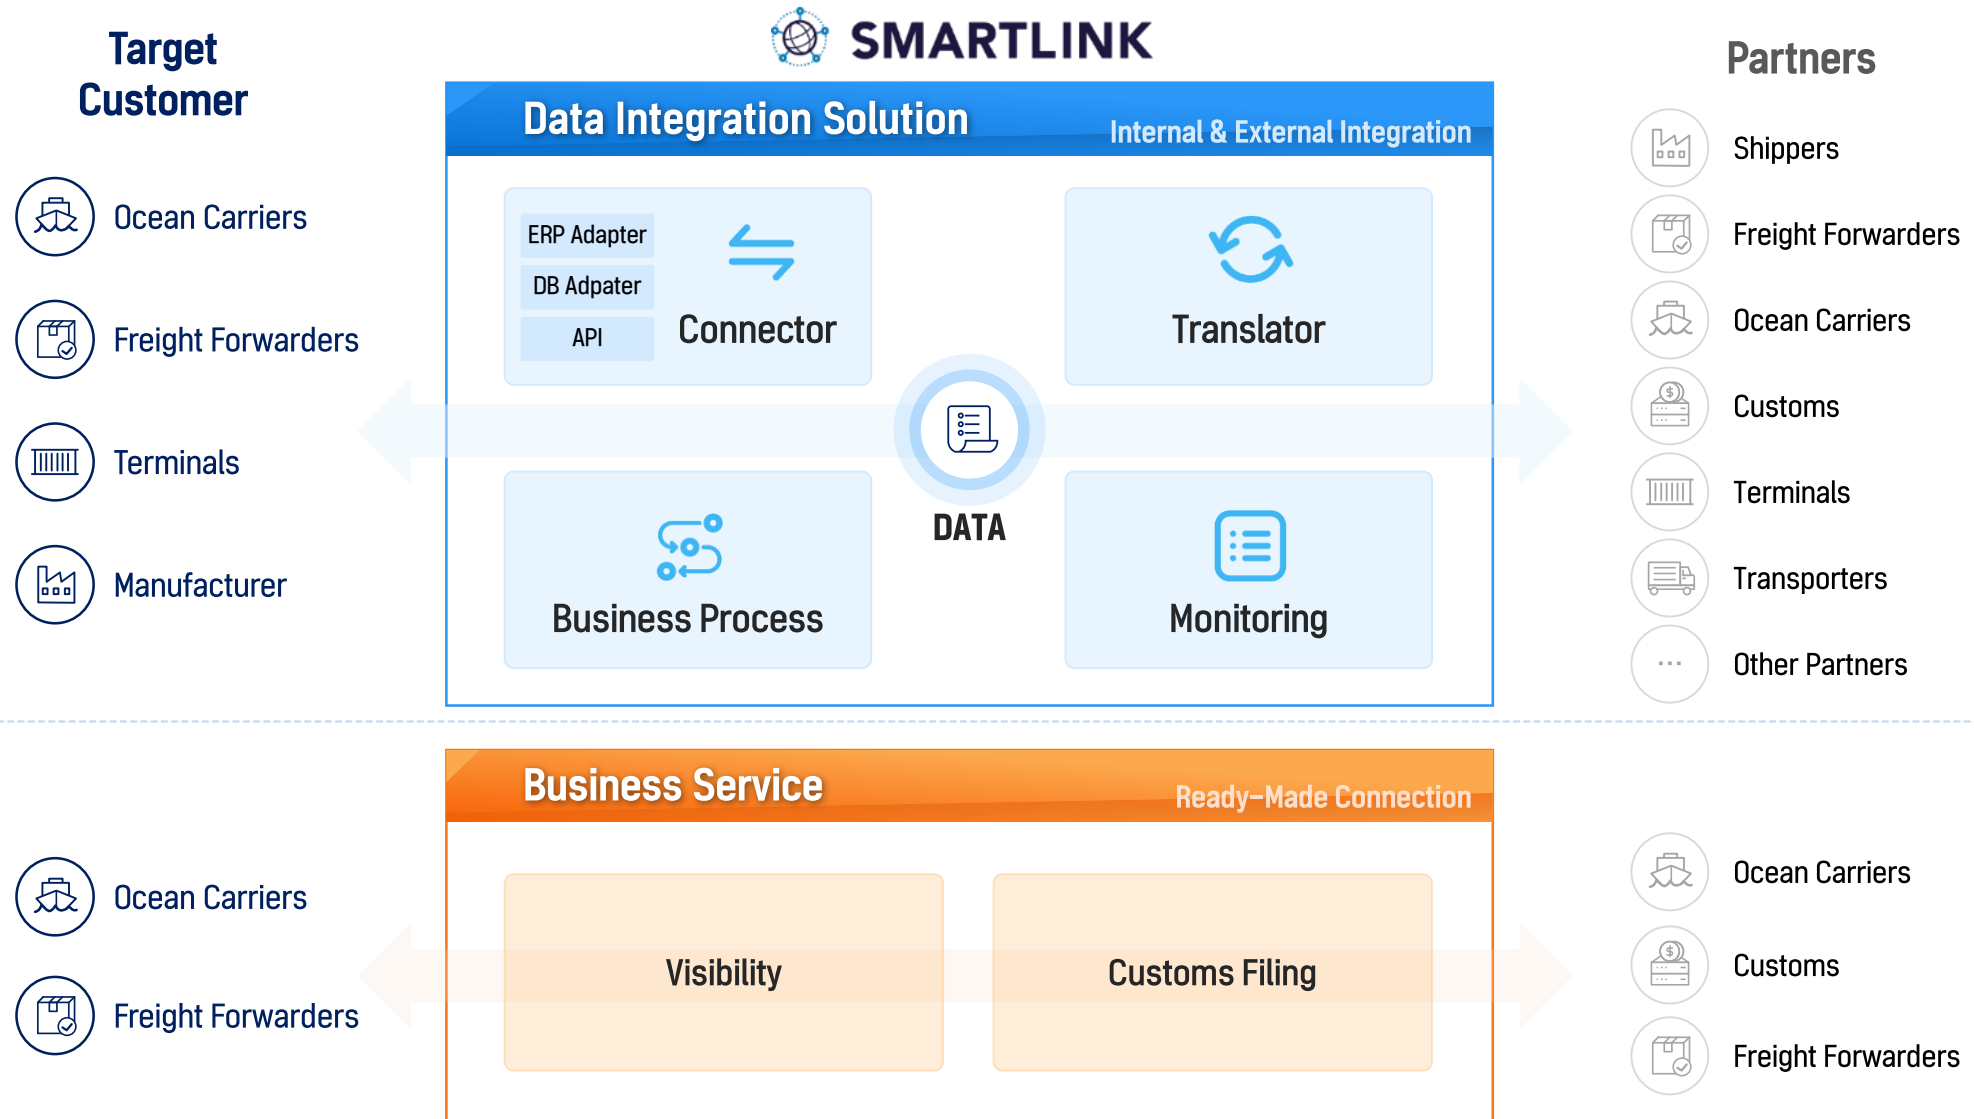 SMARTLINK
Target
Customer
Ocean Carriers
Freight Forwarders
Terminals
Manufacturer
Data Integration Solution
Internal & External Integration
ERP Adapter
DB Adpater
API
Connector
Translator
DATA
Business Process
Monitoring
Partners
Shippers
Freight Forwarders
Ocean Carriers
Customs
Terminals
Transporters
Other Partners
Ocean Carriers
Freight Forwarders
Business Service
Ready-Made Connection
Visibility
Customs Filing
Ocean Carriers
Customs
Freight Forwarders